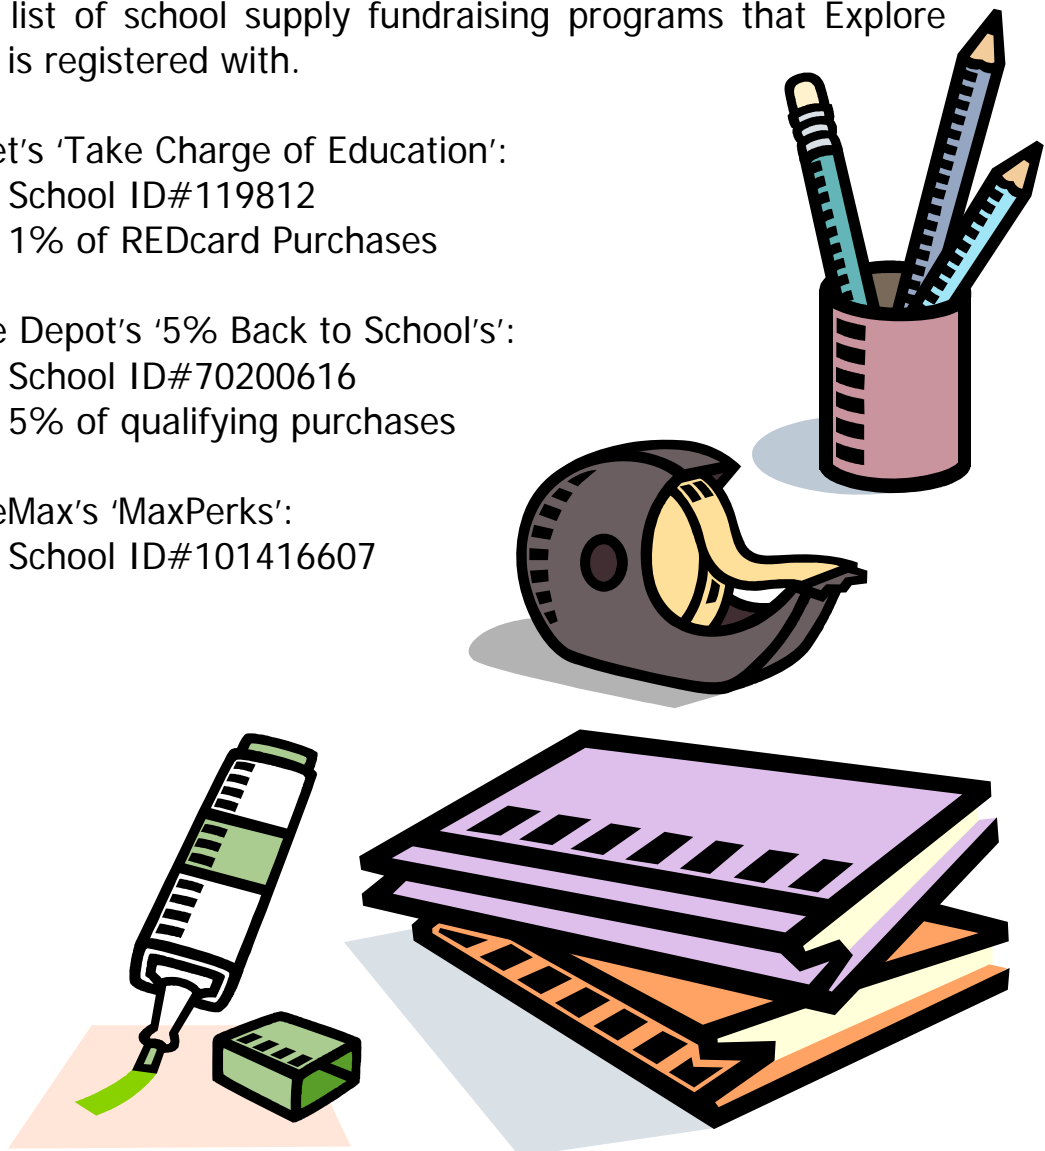 list of school supply fundraising programs that Explore
is registered with.
et's ‘Take Charge of Education’:
School ID#119812
1% of REDcard Purchases
e Depot's ‘5% Back to School's’:
School ID#70200616
5% of qualifying purchases
eMax's ‘MaxPerks’:
School ID#101416607